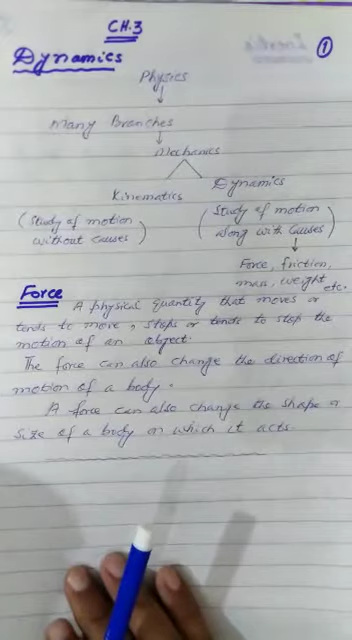 CH.3
①
Dynamics
Physics
↓
Many Branches
↓
Mechanics
Kinematics
Dynamics
(Study of motion without causes)
(Study of motion along with causes)
↓
Force, friction,
mass, weight etc.
Force
A physical quantity that moves or
tends to move, stops or tends to stop the
motion of an object.
The force can also change the direction of
motion of a body.
A force can also change the shape or
size of a body on which it acts.